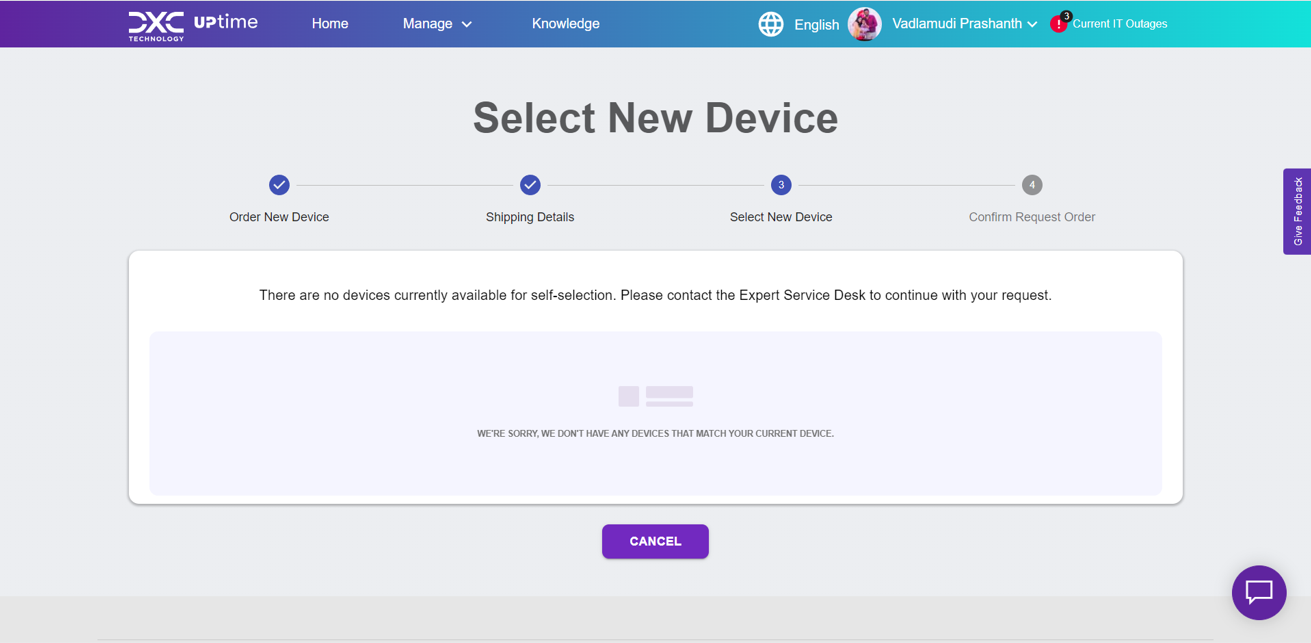 DXC TECHNOLOGY UPtime Home Manage Knowledge English Vadlamudi Prashanth 3 ! Current IT Outages
Select New Device
3 4
Order New Device Shipping Details Select New Device Confirm Request Order
Give Feedback
There are no devices currently available for self-selection. Please contact the Expert Service Desk to continue with your request.
WE'RE SORRY, WE DON'T HAVE ANY DEVICES THAT MATCH YOUR CURRENT DEVICE.
CANCEL